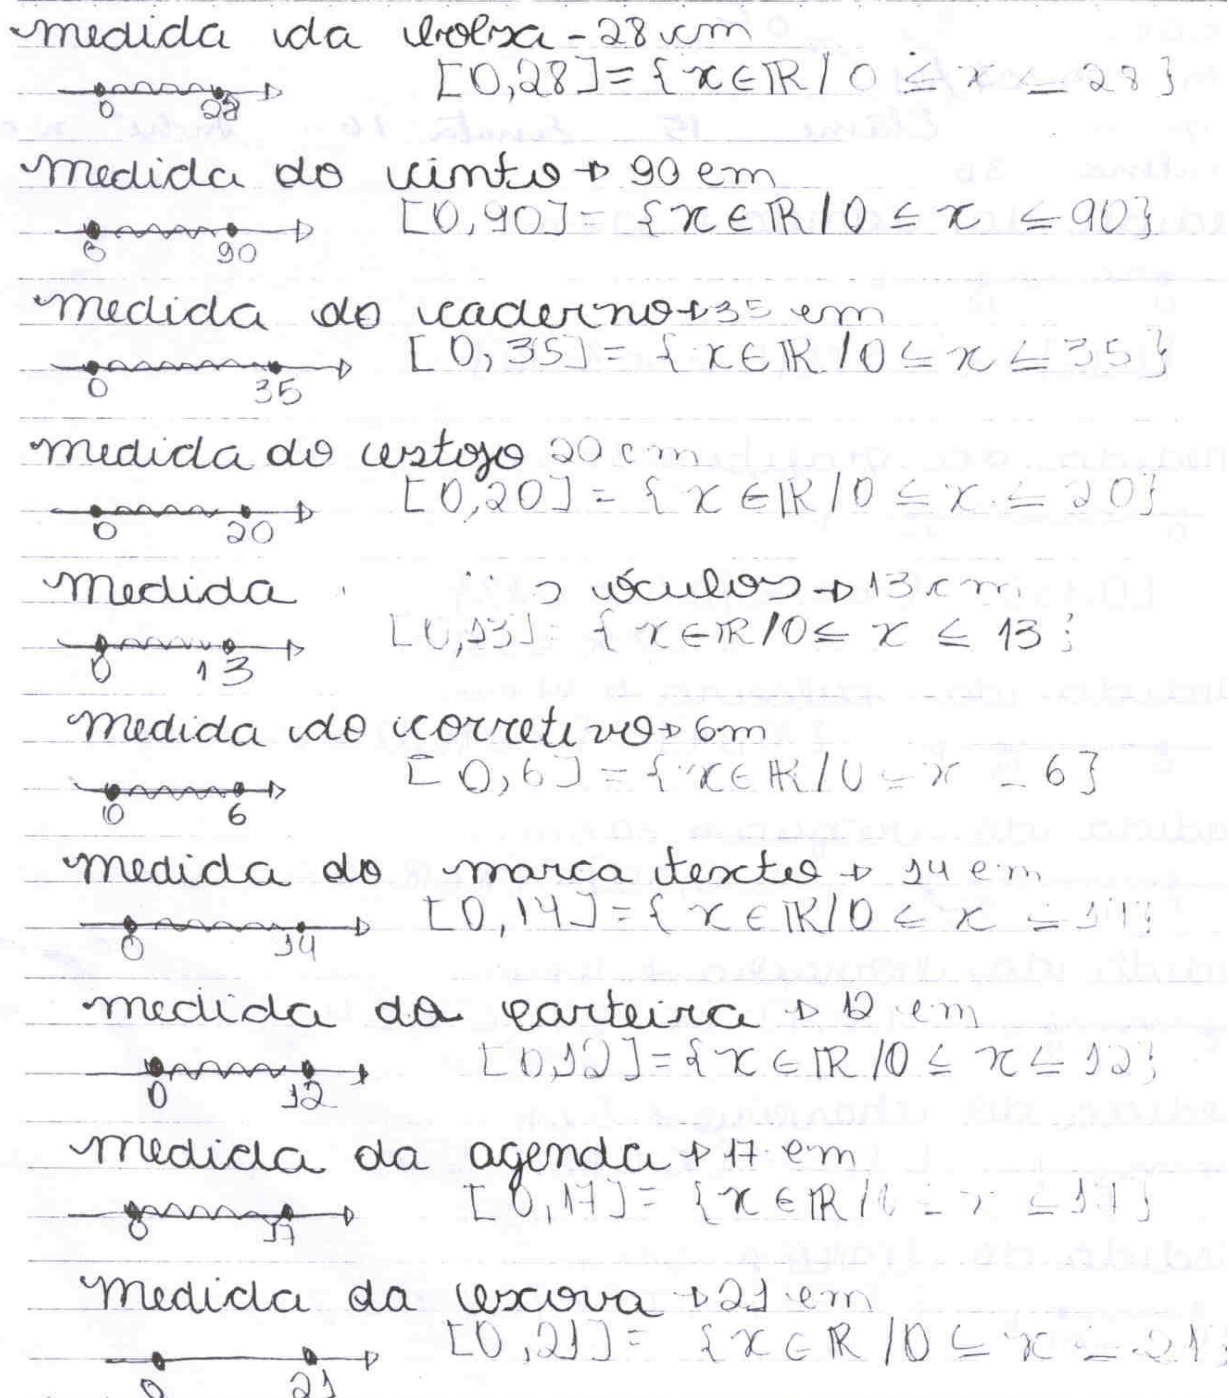 medida da bolsa - 28 cm
[0,28] = {x∈ℝ / 0 ≤ x ≤ 28}
0 28
medida do cinto → 90 cm
[0,90] = {x∈ℝ / 0 ≤ x ≤ 90}
0 90
medida do caderno → 35 cm
[0,35] = {x∈ℝ / 0 ≤ x ≤ 35}
0 35
medida do estojo 20 cm
[0,20] = {x∈ℝ / 0 ≤ x ≤ 20}
0 20
medida óculos → 13 cm
[0,13] = {x∈ℝ / 0 ≤ x ≤ 13}
0 13
medida do corretivo → 6m
[0,6] = {x∈ℝ / 0 ≤ x ≤ 6}
0 6
medida do marca texto → 14 cm
[0,14] = {x∈ℝ / 0 ≤ x ≤ 14}
0 14
medida da carteira → 12 cm
[0,12] = {x∈ℝ / 0 ≤ x ≤ 12}
0 12
medida da agenda → 17 cm
[0,17] = {x∈ℝ / 0 ≤ x ≤ 17}
0 17
medida da escova → 21 cm
[0,21] = {x∈ℝ / 0 ≤ x ≤ 21}
0 21